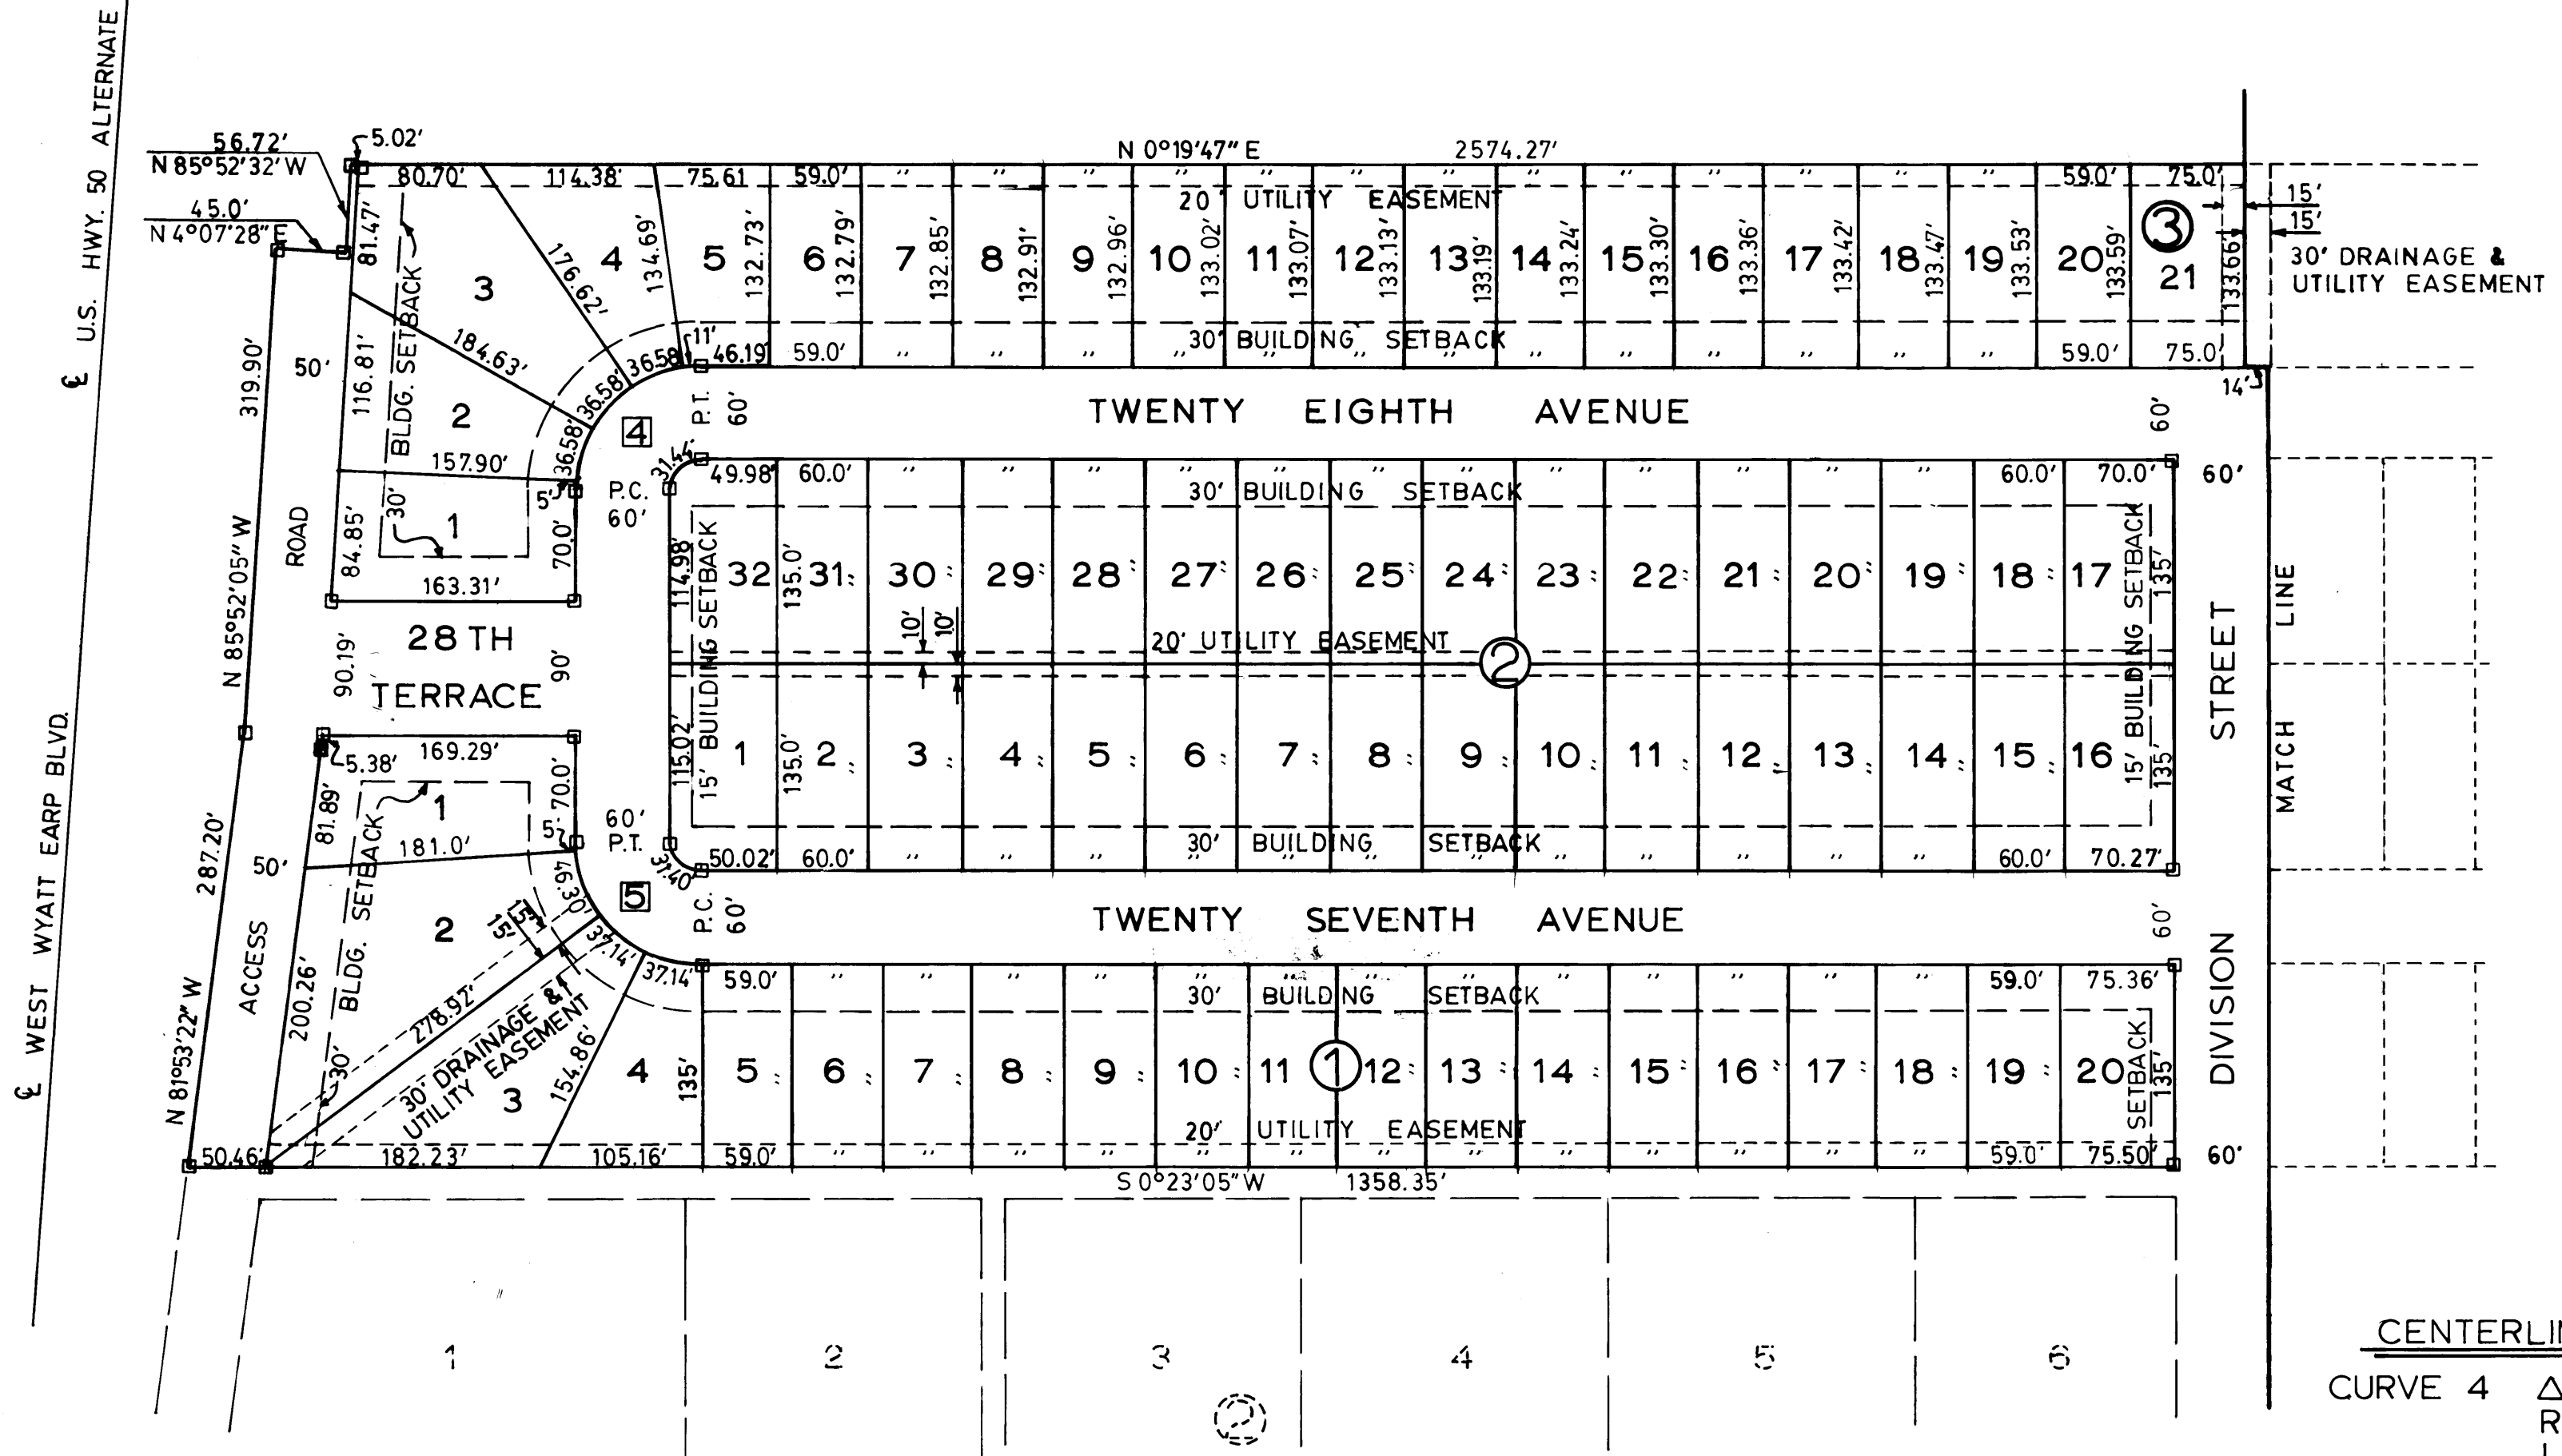 ℄ U.S. HWY. 50 ALTERNATE
℄ WEST WYATT EARP BLVD.
56.72'
N 85°52'32" W
45.0'
N 4°07'28" E
5.02'
N 0°19'47" E 2574.27'
80.70' 114.38' 75.61 59.0' " " " " " " " " " " " " " 59.0' 75.0'
20' UTILITY EASEMENT
81.47' 3 176.62' 4 134.69' 5 132.73' 6 132.79' 7 132.85' 8 132.91' 9 132.96' 10 133.02' 11 133.07' 12 133.13' 13 133.19' 14 133.24' 15 133.30' 16 133.36' 17 133.42' 18 133.47' 19 133.53' 20 133.59' 21 133.66'
3
15'
15'
30' DRAINAGE &
UTILITY EASEMENT
30' BUILDING SETBACK
11' 46.19' 59.0' " " " " " " " " " " " " " 59.0' 75.0'
14'
319.90'
50'
116.81'
BLDG. SETBACK
184.63'
2
36.58' 36.58' 36.58
4
P.T.
60'
TWENTY EIGHTH AVENUE
60'
157.90'
5'
P.C.
60'
31.44'
49.98' 60.0' " " " " " " " " " " " " 60.0' 70.0'
60'
30' BUILDING SETBACK
N 85°52'05" W
ROAD
84.85'
30'
1
70.0'
163.31'
114.98'
15' BUILDING SETBACK
32 135.0' 31 30 29 28 27 26 25 24 23 22 21 20 19 18 17 135'
15' BUILDING SETBACK
28 TH
TERRACE
90.19'
90'
10' 10'
20' UTILITY EASEMENT
2
STREET
MATCH LINE
115.02'
1 135.0' 2 3 4 5 6 7 8 9 10 11 12 13 14 15 16 135'
169.29'
5.38'
81.89'
1
70.0'
181.0'
5'
60'
P.T.
30' BUILDING SETBACK
31.40'
50.02' 60.0' " " " " " " " " " " " " 60.0' 70.27'
287.20'
50'
BLDG. SETBACK
2
46.30'
15'
15'
37.14'
37.14'
5
P.C.
60'
TWENTY SEVENTH AVENUE
60'
DIVISION
59.0' " " " " " " " " " " " " " 59.0' 75.36'
30' BUILDING SETBACK
N 81°53'22" W
ACCESS
200.26'
30'
278.92'
30' DRAINAGE &
UTILITY EASEMENT
3
154.86'
4 135' 5 6 7 8 9 10 11 1 12 13 14 15 16 17 18 19 20 135'
SETBACK
20' UTILITY EASEMENT
50.46' 182.23' 105.16' 59.0' " " " " " " " " " " " " " 59.0' 75.50'
60'
S 0°23'05" W 1358.35'
1 2 3 4 5 6
2
CURVE 4 Δ
R